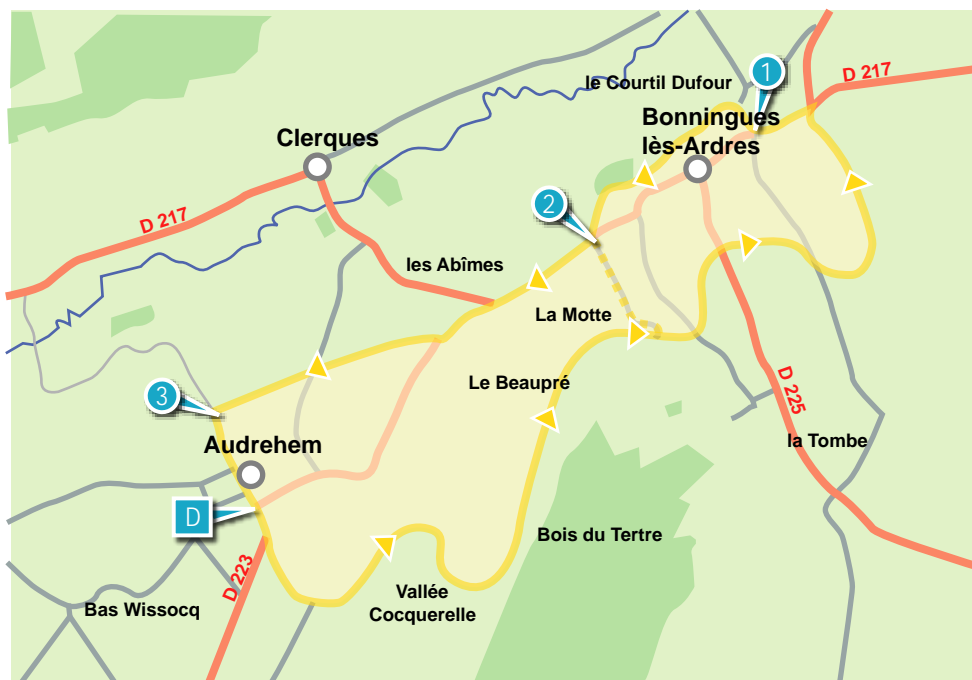 le Courtil Dufour
1
D 217
Bonningues
lès-Ardres
Clerques
2
D 217
les Abîmes
La Motte
Le Beaupré
3
D 225
Audrehem
la Tombe
D
Bois du Tertre
D 223
Vallée
Cocquerelle
Bas Wissocq